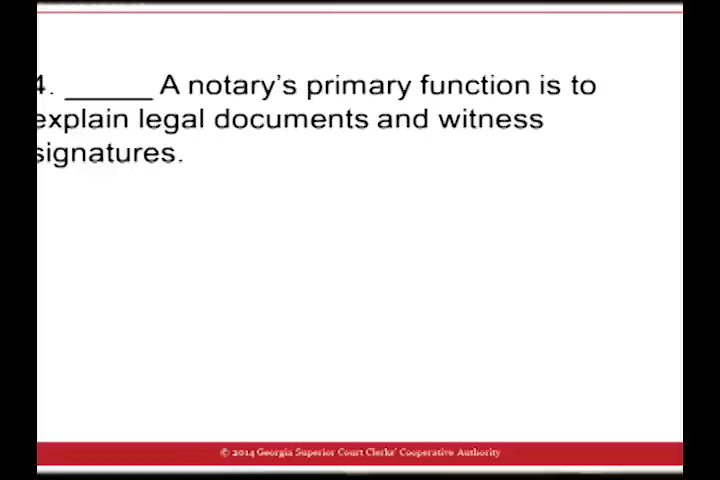 4. _____ A notary's primary function is to
explain legal documents and witness
signatures.
© 2014 Georgia Superior Court Clerks' Cooperative Authority